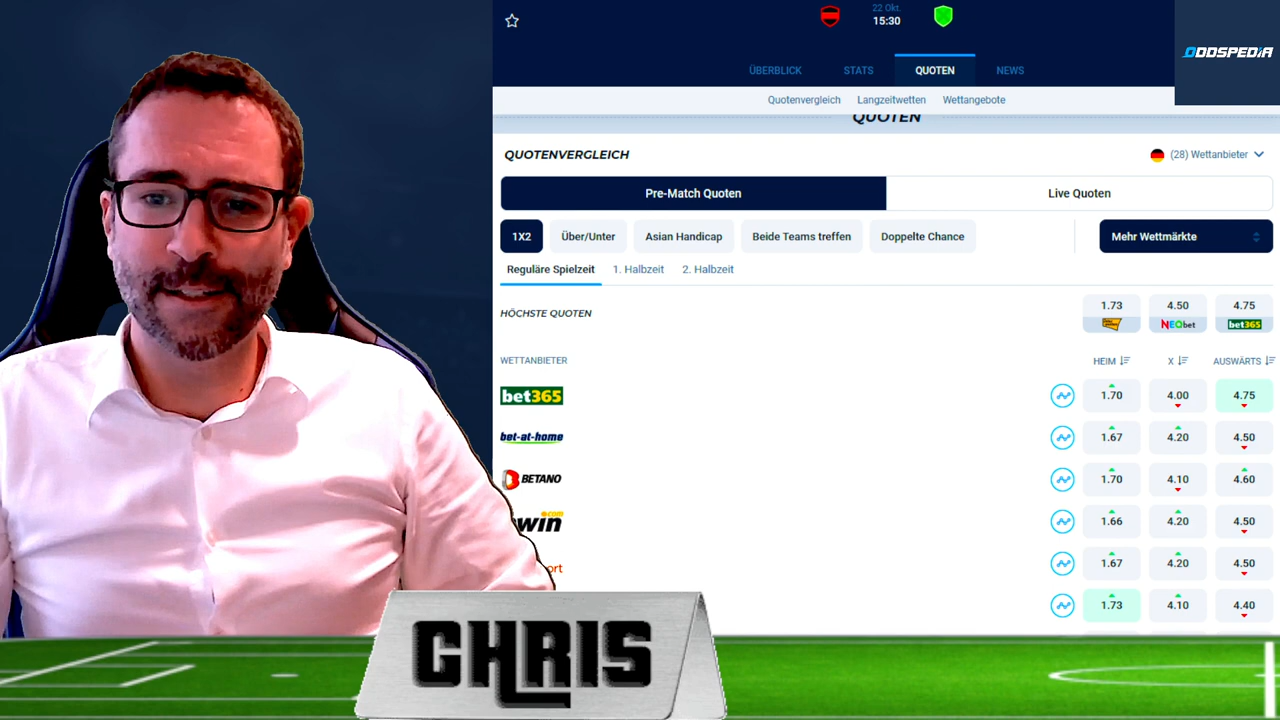 22 Okt.
15:30
ODDSPEDIA
ÜBERBLICK STATS QUOTEN NEWS
Quotenvergleich Langzeitwetten Wettangebote
QUOTEN
QUOTENVERGLEICH
(28) Wettanbieter
Pre-Match Quoten Live Quoten
1X2 Über/Unter Asian Handicap Beide Teams treffen Doppelte Chance Mehr Wettmärkte
Reguläre Spielzeit 1. Halbzeit 2. Halbzeit
HÖCHSTE QUOTEN 1.73 4.50 4.75
NEObet bet365
WETTANBIETER HEIM X AUSWÄRTS
bet365 1.70 4.00 4.75
bet-at-home 1.67 4.20 4.50
BETANO 1.70 4.10 4.60
win.com 1.66 4.20 4.50
ort 1.67 4.20 4.50
1.73 4.10 4.40
CHRIS